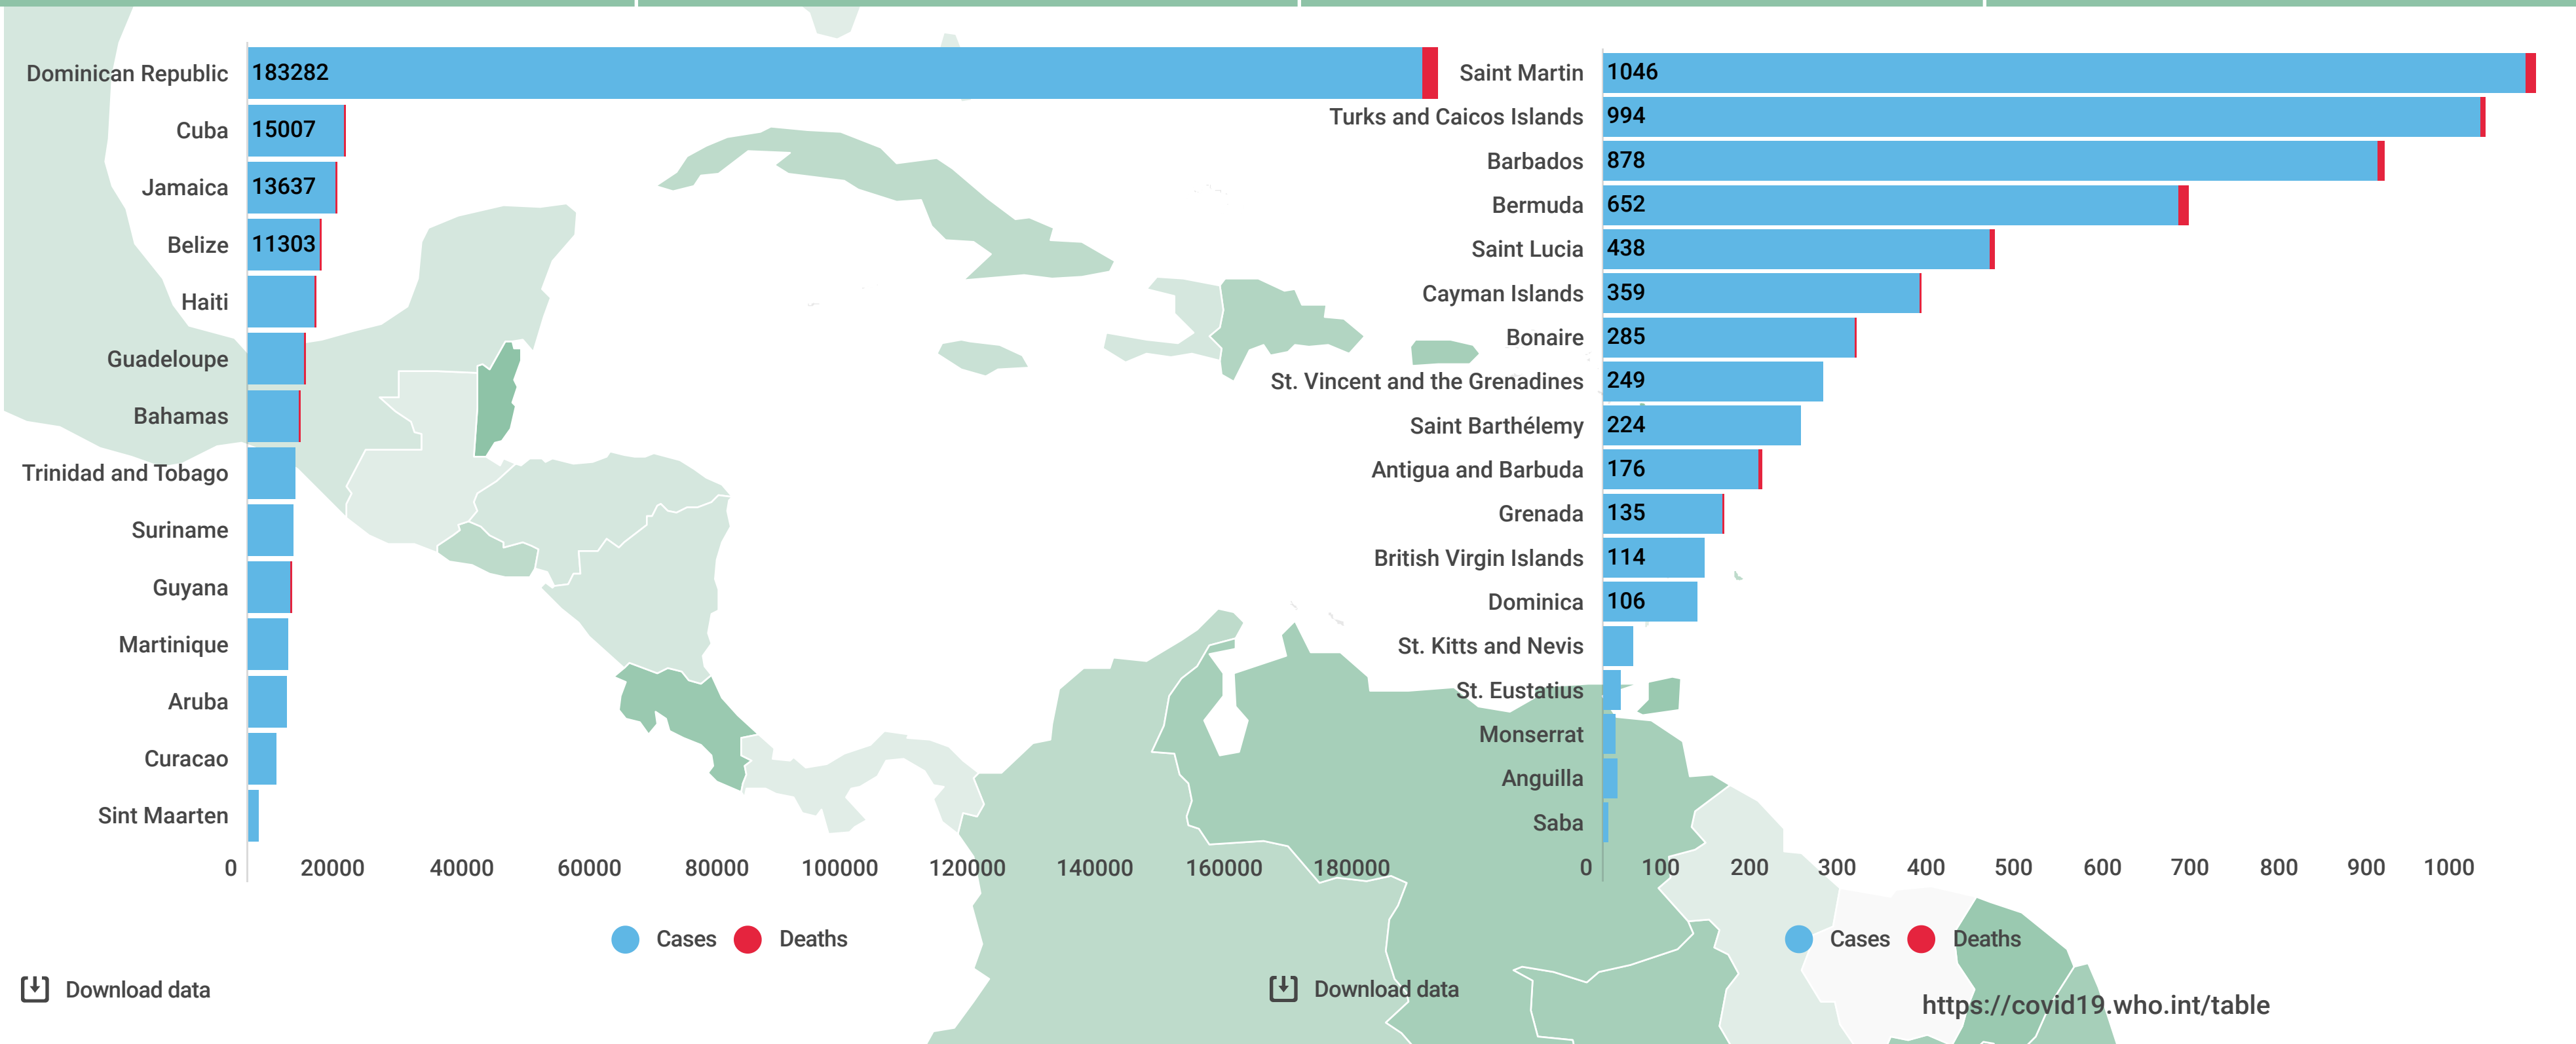 Dominican Republic 183282
Cuba 15007
Jamaica 13637
Belize 11303
Haiti
Guadeloupe
Bahamas
Trinidad and Tobago
Suriname
Guyana
Martinique
Aruba
Curacao
Sint Maarten
0 20000 40000 60000 80000 100000 120000 140000 160000 180000
Cases Deaths
Download data
Saint Martin 1046
Turks and Caicos Islands 994
Barbados 878
Bermuda 652
Saint Lucia 438
Cayman Islands 359
Bonaire 285
St. Vincent and the Grenadines 249
Saint Barthélemy 224
Antigua and Barbuda 176
Grenada 135
British Virgin Islands 114
Dominica 106
St. Kitts and Nevis
St. Eustatius
Monserrat
Anguilla
Saba
0 100 200 300 400 500 600 700 800 900 1000
Cases Deaths
Download data
https://covid19.who.int/table